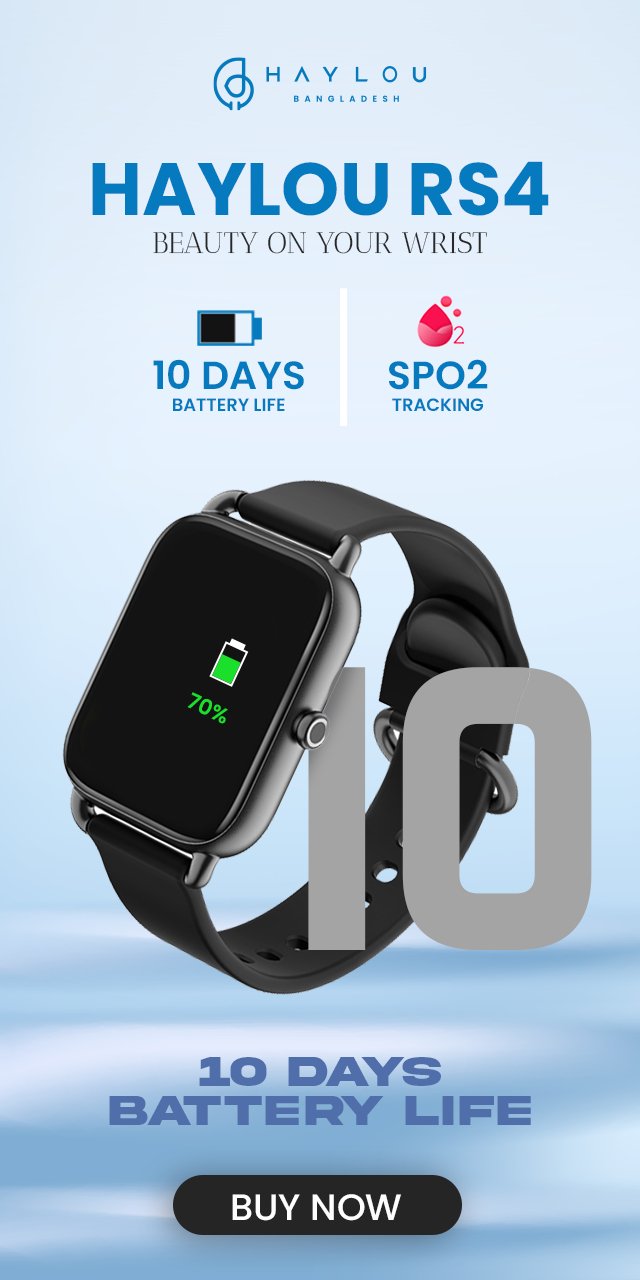 HAYLOU
BANGLADESH
HAYLOU RS4
BEAUTY ON YOUR WRIST
10 DAYS
BATTERY LIFE
2
SPO2
TRACKING
70%
10
10 DAYS
BATTERY LIFE
BUY NOW